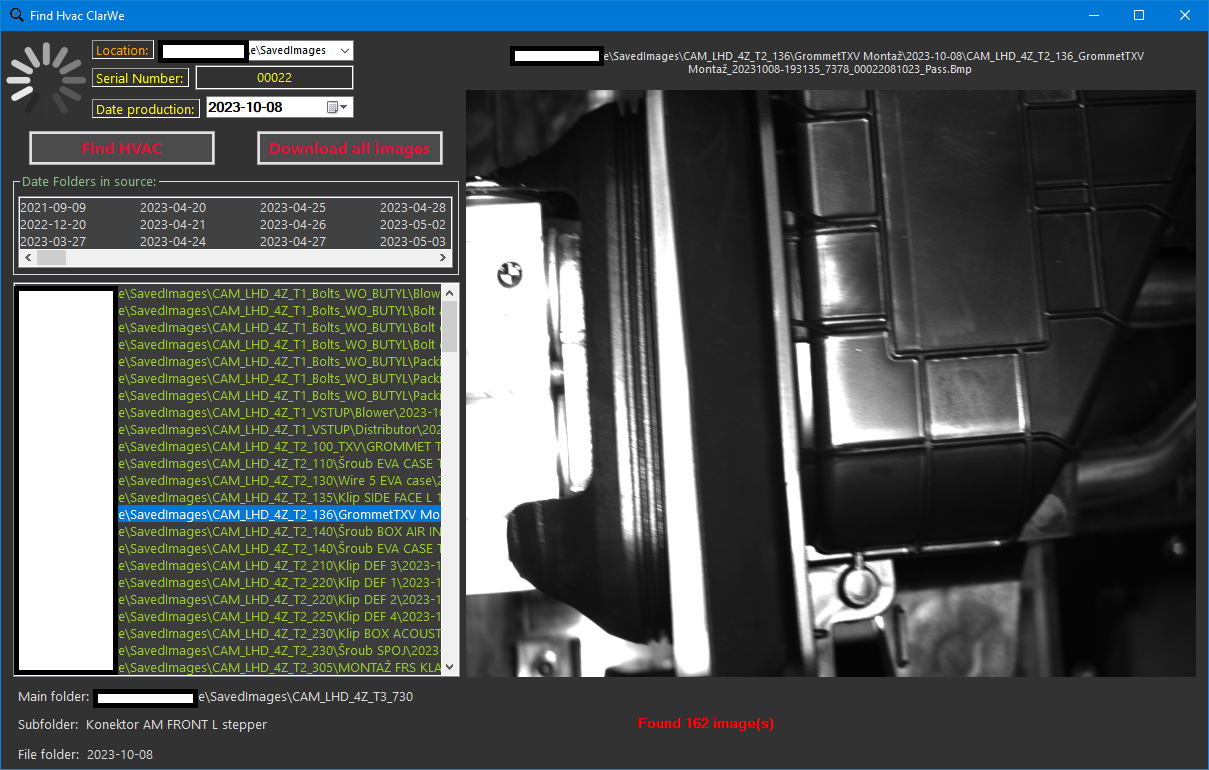 Find Hvac ClarWe
Location: e\SavedImages
Serial Number: 00022
Date production: 2023-10-08
Find HVAC Download all images
Date Folders in source:
2021-09-09 2023-04-20 2023-04-25 2023-04-28
2022-12-20 2023-04-21 2023-04-26 2023-05-02
2023-03-27 2023-04-24 2023-04-27 2023-05-03
e\SavedImages\CAM_LHD_4Z_T1_Bolts_WO_BUTYL\Blow
e\SavedImages\CAM_LHD_4Z_T1_Bolts_WO_BUTYL\Bolt
e\SavedImages\CAM_LHD_4Z_T1_Bolts_WO_BUTYL\Bolt
e\SavedImages\CAM_LHD_4Z_T1_Bolts_WO_BUTYL\Bolt
e\SavedImages\CAM_LHD_4Z_T1_Bolts_WO_BUTYL\Packi
e\SavedImages\CAM_LHD_4Z_T1_Bolts_WO_BUTYL\Packi
e\SavedImages\CAM_LHD_4Z_T1_Bolts_WO_BUTYL\Packi
e\SavedImages\CAM_LHD_4Z_T1_VSTUP\Blower\2023-10
e\SavedImages\CAM_LHD_4Z_T1_VSTUP\Distributor\202
e\SavedImages\CAM_LHD_4Z_T2_100_TXV\GROMMET T
e\SavedImages\CAM_LHD_4Z_T2_110\Šroub EVA CASE T
e\SavedImages\CAM_LHD_4Z_T2_130\Wire 5 EVA case\2
e\SavedImages\CAM_LHD_4Z_T2_135\Klip SIDE FACE L 1
e\SavedImages\CAM_LHD_4Z_T2_136\GrommetTXV Mo
e\SavedImages\CAM_LHD_4Z_T2_140\Šroub BOX AIR IN
e\SavedImages\CAM_LHD_4Z_T2_140\Šroub EVA CASE T
e\SavedImages\CAM_LHD_4Z_T2_210\Klip DEF 3\2023-1
e\SavedImages\CAM_LHD_4Z_T2_220\Klip DEF 1\2023-1
e\SavedImages\CAM_LHD_4Z_T2_220\Klip DEF 2\2023-1
e\SavedImages\CAM_LHD_4Z_T2_225\Klip DEF 4\2023-1
e\SavedImages\CAM_LHD_4Z_T2_230\Klip BOX ACOUST
e\SavedImages\CAM_LHD_4Z_T2_230\Šroub SPOJ\2023-
e\SavedImages\CAM_LHD_4Z_T2_305\MONTAŽ FRS KLA
Main folder: e\SavedImages\CAM_LHD_4Z_T3_730
Subfolder: Konektor AM FRONT L stepper
File folder: 2023-10-08
e\SavedImages\CAM_LHD_4Z_T2_136\GrommetTXV Montaž\2023-10-08\CAM_LHD_4Z_T2_136_GrommetTXV
Montaž_20231008-193135_7378_00022081023_Pass.Bmp
Found 162 image(s)